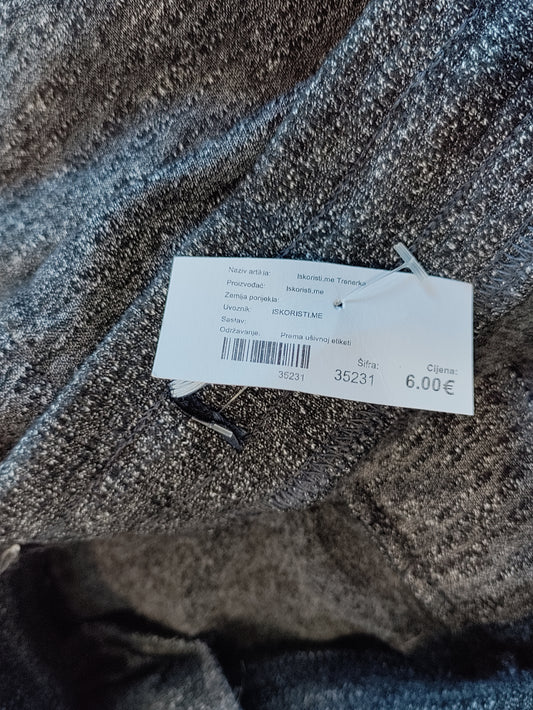 Naziv artikla: Iskoristi.me Trenerka
Proizvođač: Iskoristi.me
Zemlja porijekla:
Uvoznik: ISKORISTI.ME
Sastav:
Održavanje: Prema ušivnoj etiketi
35231
Šifra:
35231
Cijena:
6.00€